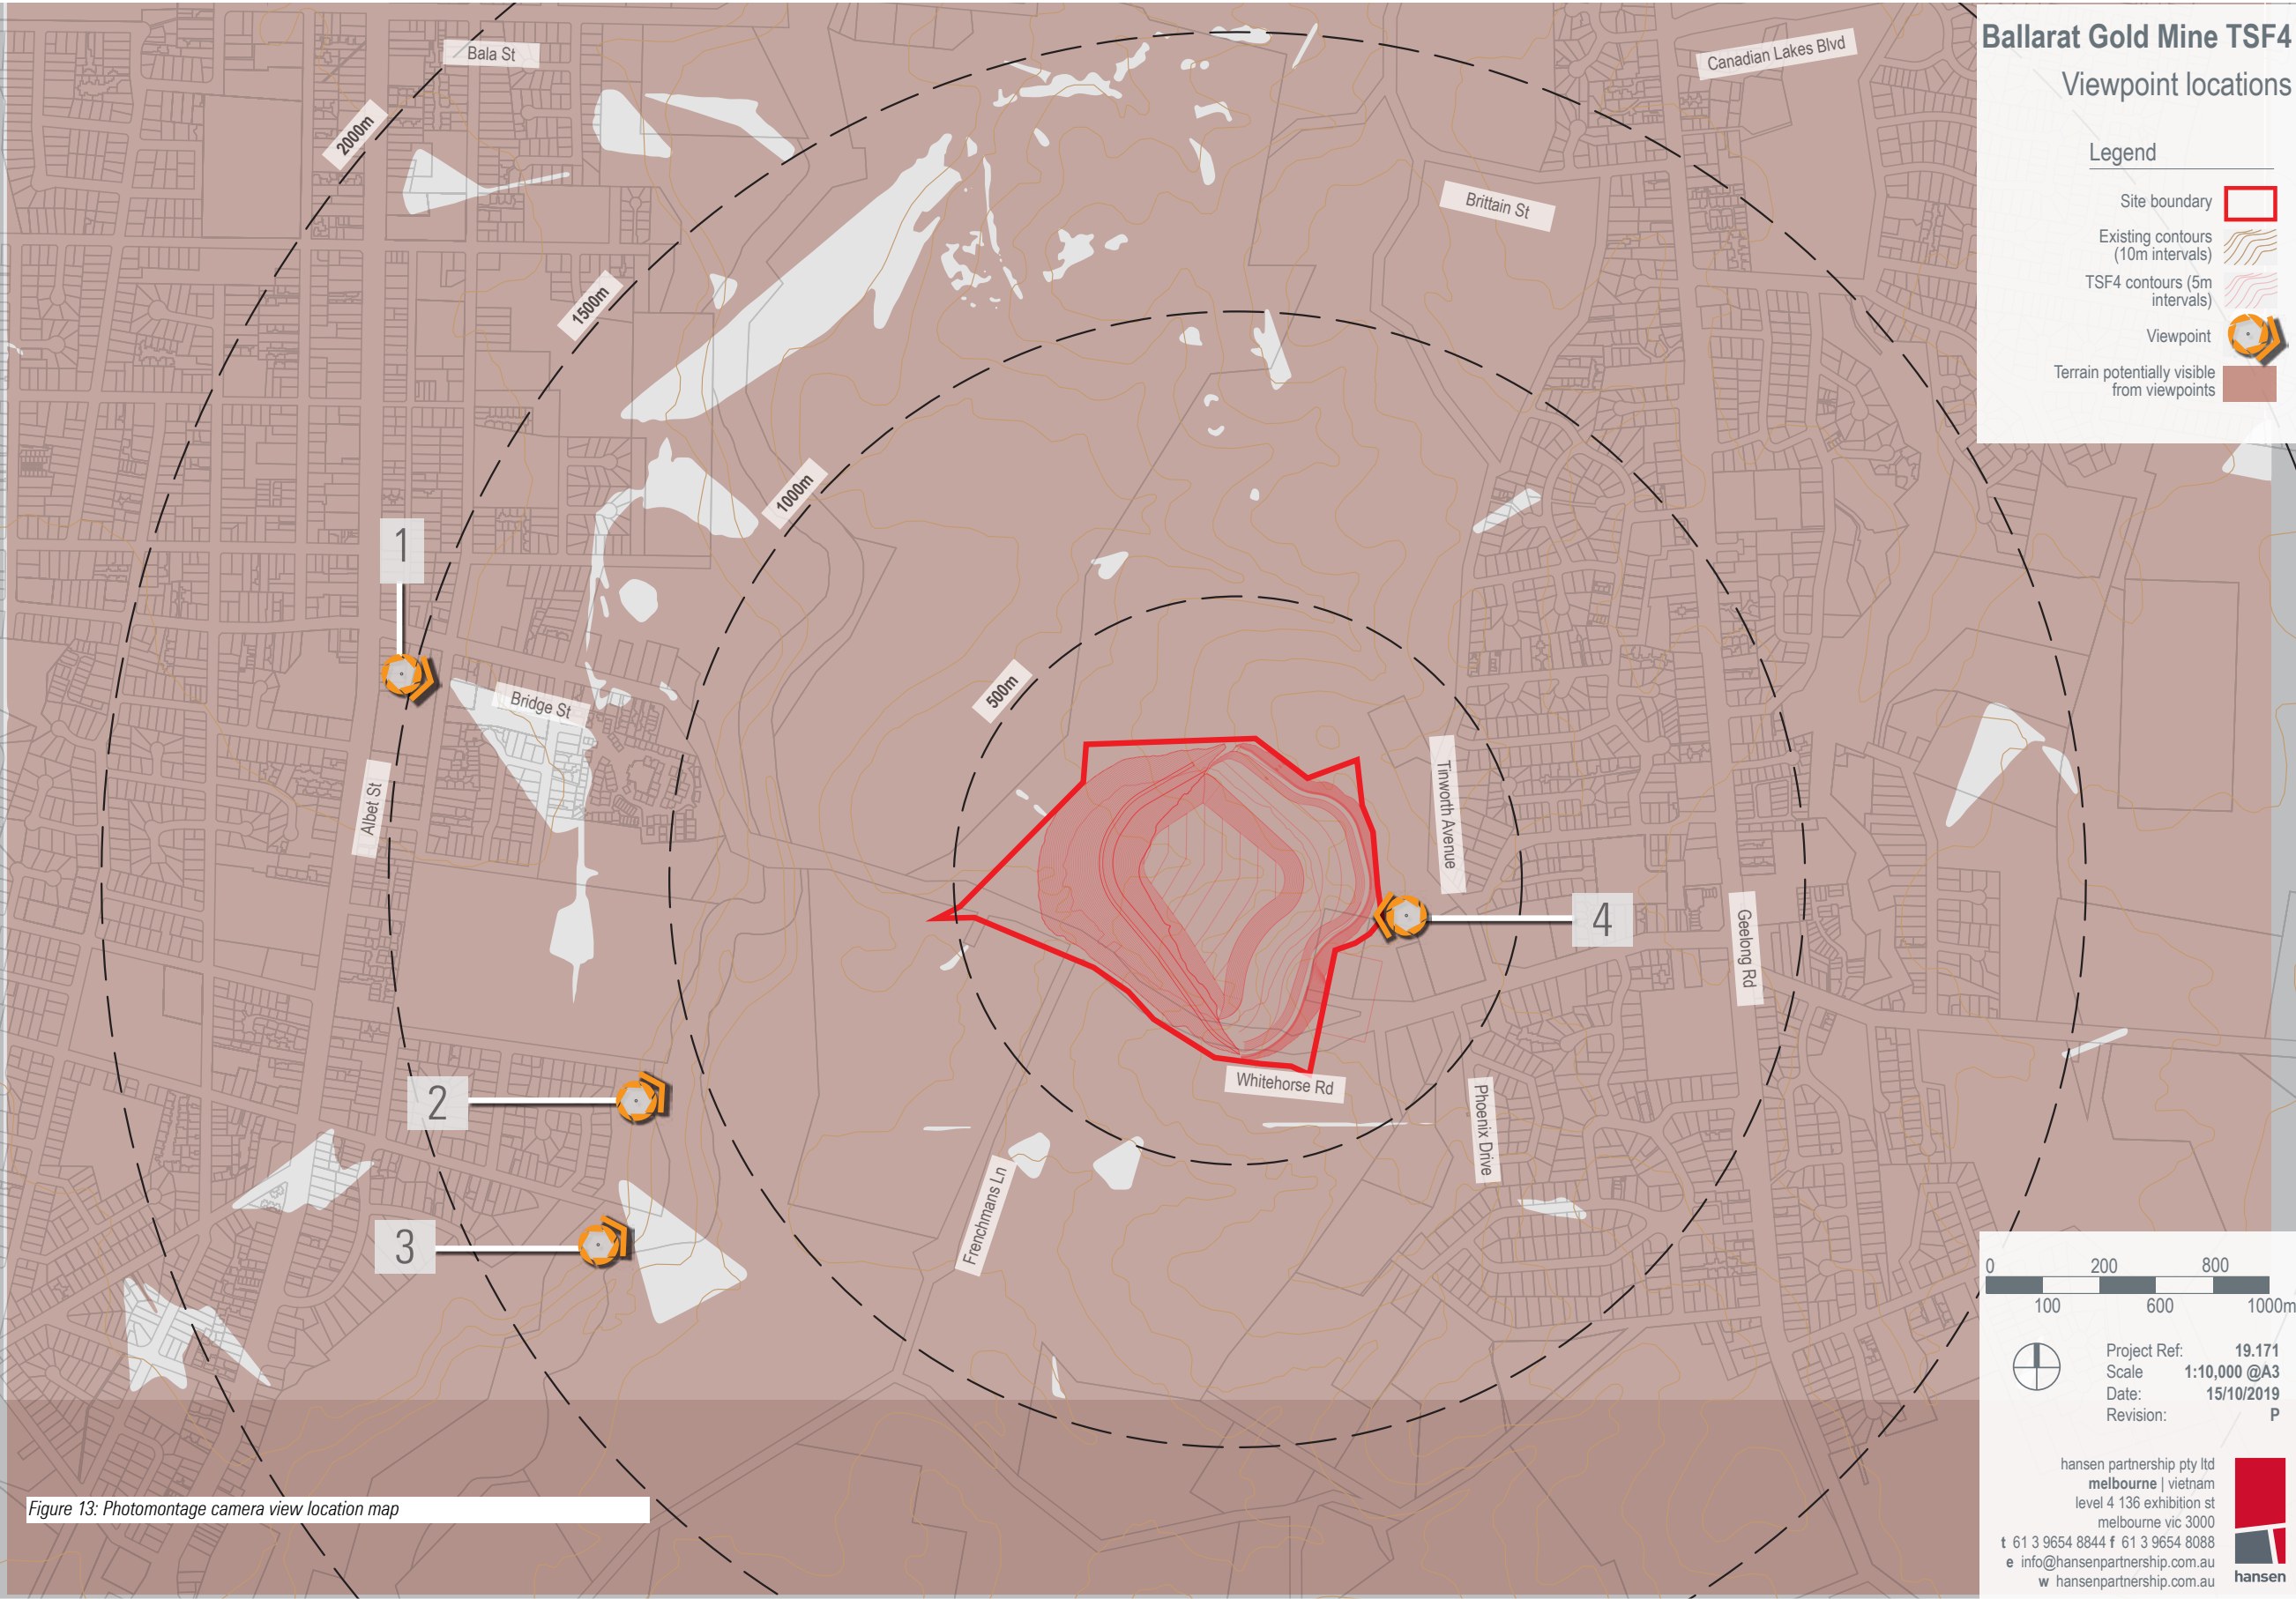 Ballarat Gold Mine TSF4
Viewpoint locations
Legend
Site boundary
Existing contours
(10m intervals)
TSF4 contours (5m
intervals)
Viewpoint
Terrain potentially visible
from viewpoints
Bala St
Canadian Lakes Blvd
2000m
Brittain St
1500m
1000m
1
500m
Bridge St
Albet St
Tinworth Avenue
4
Geelong Rd
2
Whitehorse Rd
Phoenix Drive
Frenchmans Ln
3
0 200 800
100 600 1000m
Project Ref: 19.171
Scale 1:10,000 @A3
Date: 15/10/2019
Revision: P
hansen partnership pty ltd
melbourne | vietnam
level 4 136 exhibition st
melbourne vic 3000
t 61 3 9654 8844 f 61 3 9654 8088
e info@hansenpartnership.com.au
w hansenpartnership.com.au
hansen
Figure 13: Photomontage camera view location map